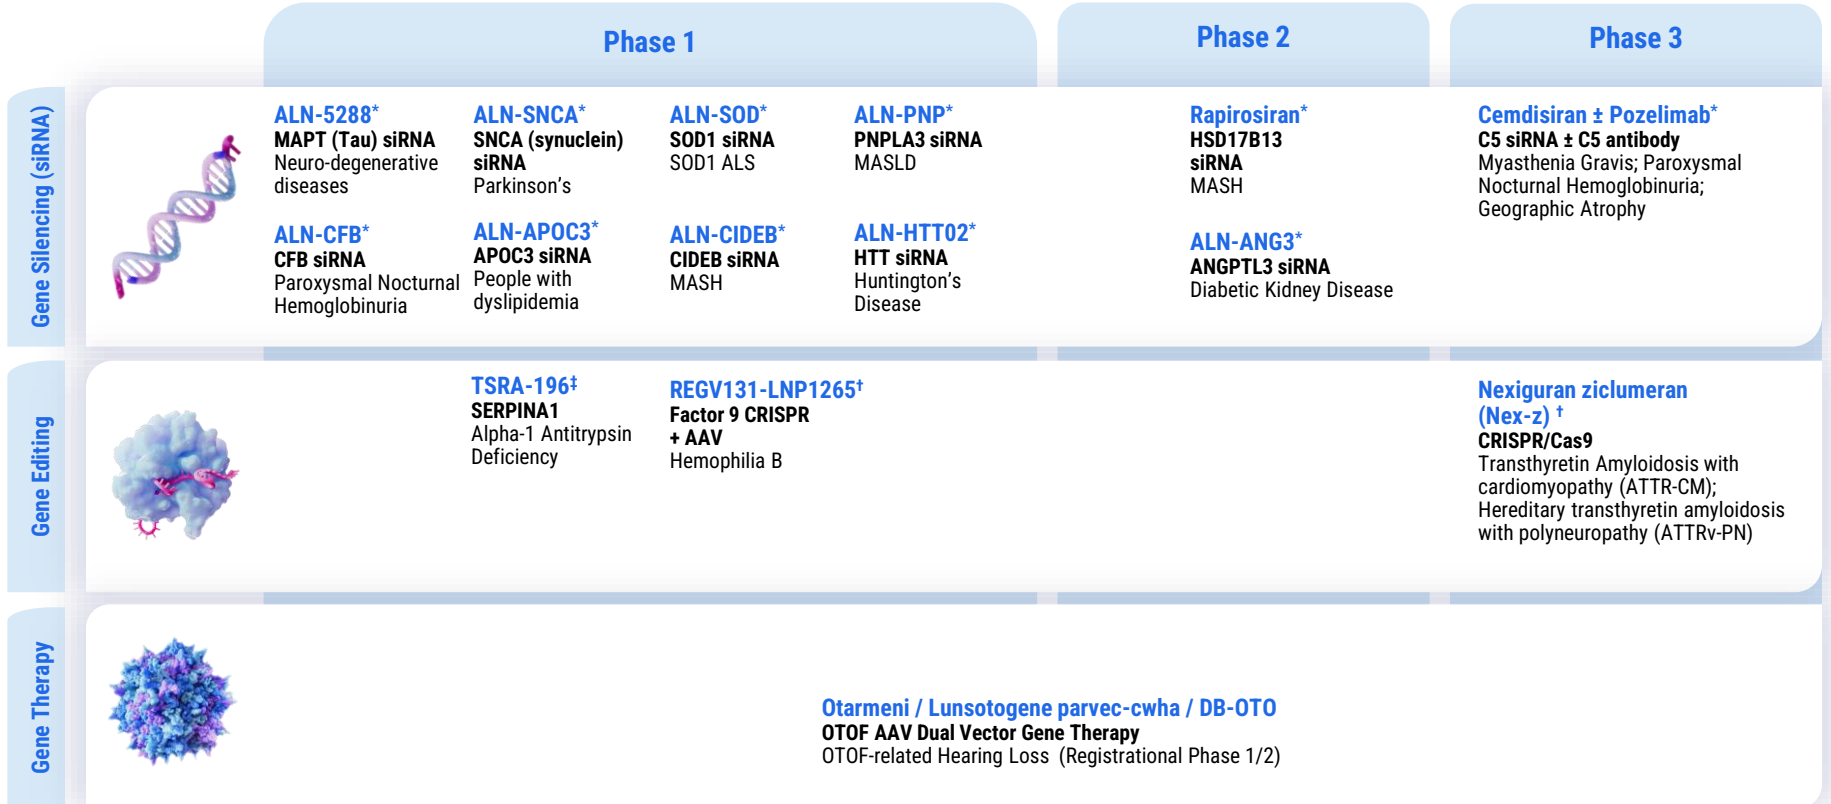 Phase 1
Phase 2
Phase 3
Gene Silencing (siRNA)
ALN-5288*
MAPT (Tau) siRNA
Neuro-degenerative
diseases
ALN-SNCA*
SNCA (synuclein)
siRNA
Parkinson's
ALN-SOD*
SOD1 siRNA
SOD1 ALS
ALN-PNP*
PNPLA3 siRNA
MASLD
Rapirosiran*
HSD17B13
siRNA
MASH
Cemdisiran ± Pozelimab*
C5 siRNA ± C5 antibody
Myasthenia Gravis; Paroxysmal
Nocturnal Hemoglobinuria;
Geographic Atrophy
ALN-CFB*
CFB siRNA
Paroxysmal Nocturnal
Hemoglobinuria
ALN-APOC3*
APOC3 siRNA
People with
dyslipidemia
ALN-CIDEB*
CIDEB siRNA
MASH
ALN-HTT02*
HTT siRNA
Huntington's
Disease
ALN-ANG3*
ANGPTL3 siRNA
Diabetic Kidney Disease
Gene Editing
TSRA-196‡
SERPINA1
Alpha-1 Antitrypsin
Deficiency
REGV131-LNP1265†
Factor 9 CRISPR
+ AAV
Hemophilia B
Nexiguran ziclumeran
(Nex-z) †
CRISPR/Cas9
Transthyretin Amyloidosis with
cardiomyopathy (ATTR-CM);
Hereditary transthyretin amyloidosis
with polyneuropathy (ATTRv-PN)
Gene Therapy
Otarmeni / Lunsotogene parvec-cwha / DB-OTO
OTOF AAV Dual Vector Gene Therapy
OTOF-related Hearing Loss (Registrational Phase 1/2)